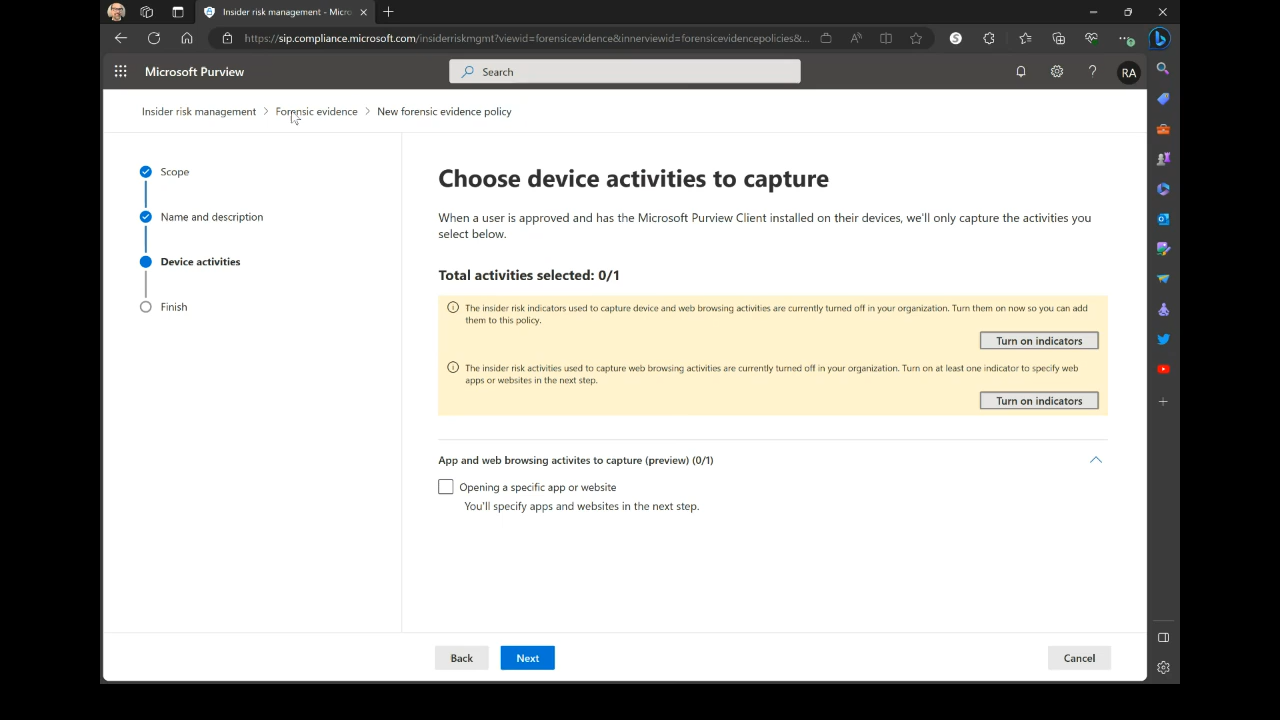 Insider risk management - Micro
https://sip.compliance.microsoft.com/insiderriskmgmt?viewid=forensicevidence&innerviewid=forensicevidencepolicies&...
Microsoft Purview
Search
RA
Insider risk management > Forensic evidence > New forensic evidence policy
Scope
Name and description
Device activities
Finish
Choose device activities to capture
When a user is approved and has the Microsoft Purview Client installed on their devices, we'll only capture the activities you
select below.
Total activities selected: 0/1
The insider risk indicators used to capture device and web browsing activities are currently turned off in your organization. Turn them on now so you can add
them to this policy.
Turn on indicators
The insider risk activities used to capture web browsing activities are currently turned off in your organization. Turn on at least one indicator to specify web
apps or websites in the next step.
Turn on indicators
App and web browsing activites to capture (preview) (0/1)
Opening a specific app or website
You'll specify apps and websites in the next step.
Back
Next
Cancel